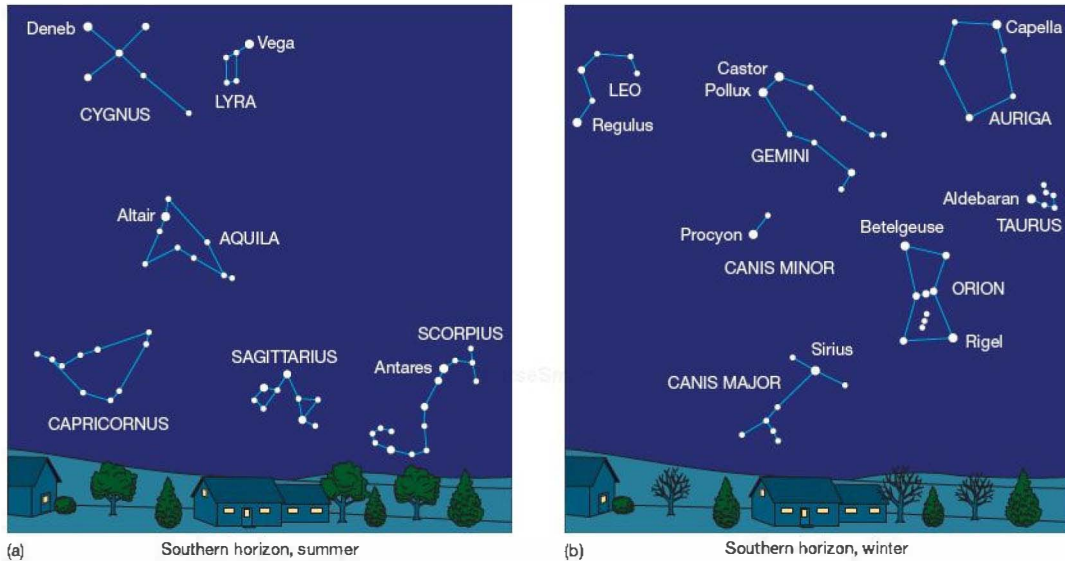 Deneb
Vega
CYGNUS
LYRA
Altair
AQUILA
SCORPIUS
SAGITTARIUS
Antares
CAPRICORNUS
(a)
Southern horizon, summer
Capella
Castor
LEO
Pollux
Regulus
AURIGA
GEMINI
Aldebaran
TAURUS
Betelgeuse
Procyon
CANIS MINOR
ORION
Rigel
Sirius
CANIS MAJOR
(b)
Southern horizon, winter